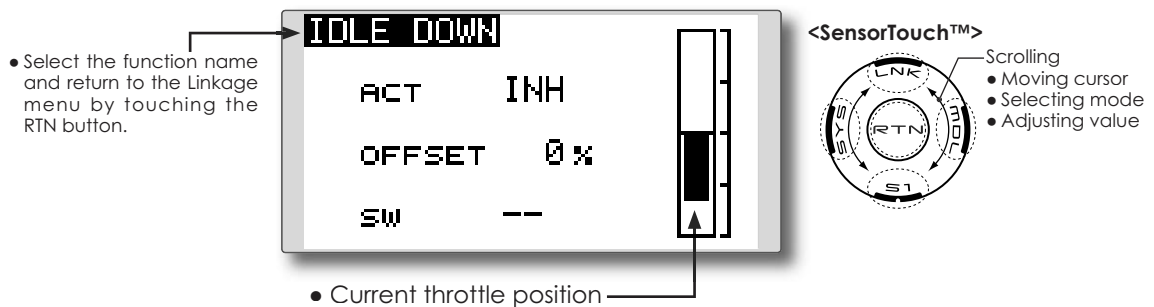 ● Select the function name
and return to the Linkage
menu by touching the
RTN button.
IDLE DOWN
ACT INH
OFFSET 0%
SW --
● Current throttle position
<SensorTouch™>
LNK
SYS
RTN
MDL
S1
Scrolling
● Moving cursor
● Selecting mode
● Adjusting value